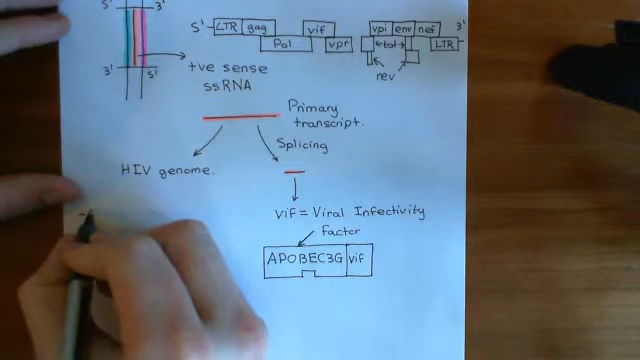 5' 3'
5' LTR gag vif vpi env nef 3'
Pol vpr tat LTR
3' 5'
rev
+ve sense
ssRNA
Primary
transcript.
Splicing
HIV genome.
vif = Viral Infectivity
Factor
APOBEC3G vif